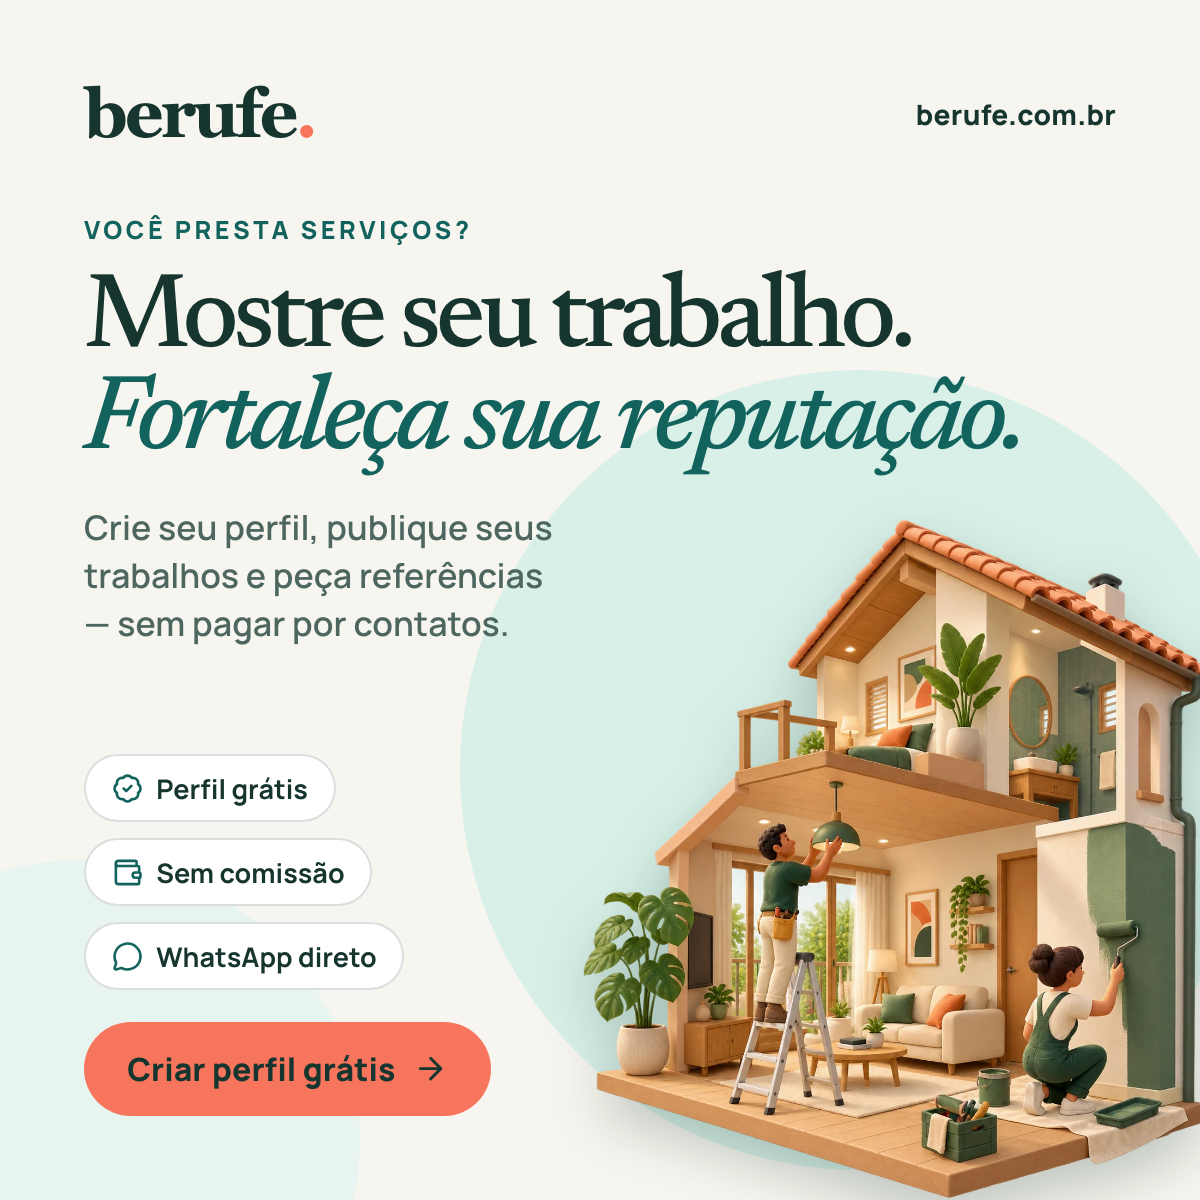 berufe.
berufe.com.br
VOCÊ PRESTA SERVIÇOS?
Mostre seu trabalho.
Fortaleça sua reputação.
Crie seu perfil, publique seus
trabalhos e peça referências
— sem pagar por contatos.
Perfil grátis
Sem comissão
WhatsApp direto
Criar perfil grátis →